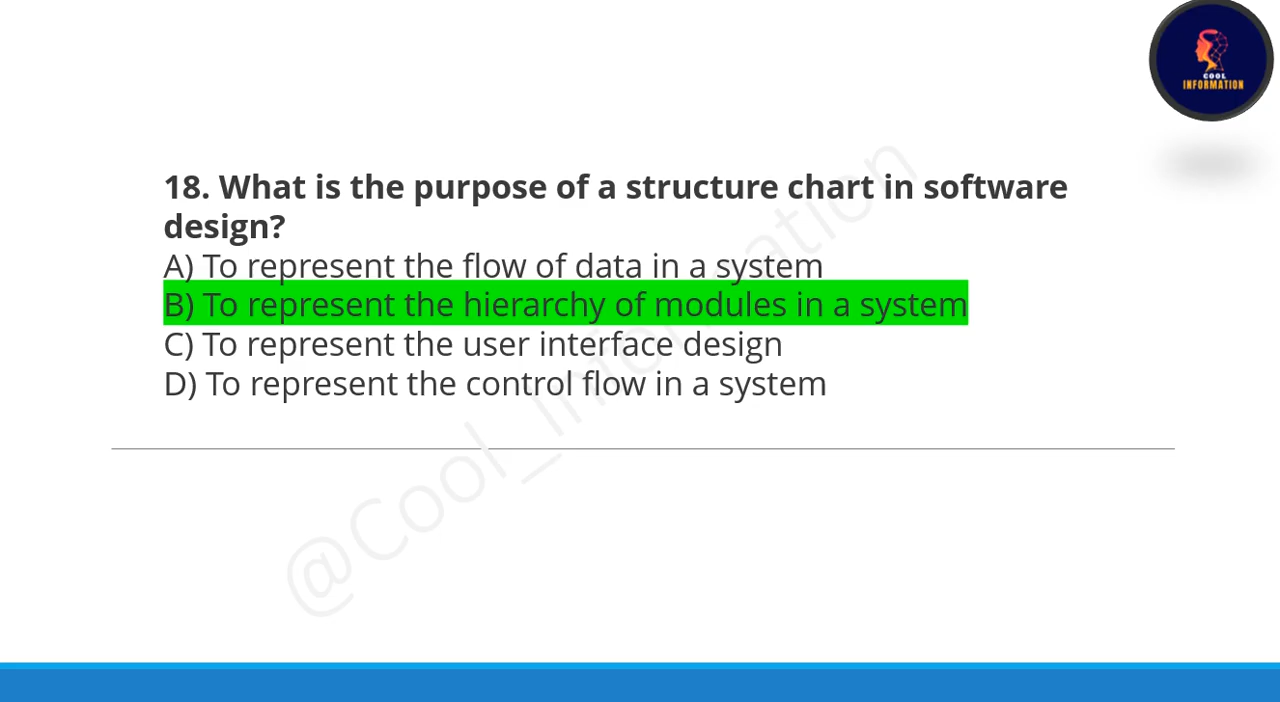 COOL
INFORMATION
18. What is the purpose of a structure chart in software
design?
A) To represent the flow of data in a system
B) To represent the hierarchy of modules in a system
C) To represent the user interface design
D) To represent the control flow in a system
@Cool_Information